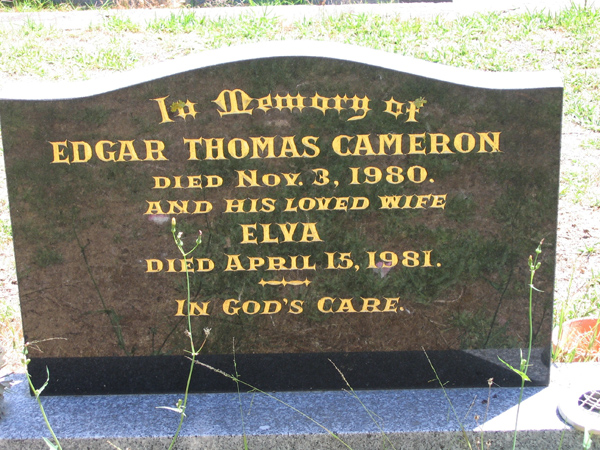 In Memory of
EDGAR THOMAS CAMERON
DIED NOV. 3, 1980.
AND HIS LOVED WIFE
ELVA
DIED APRIL 15, 1981.
IN GOD'S CARE.